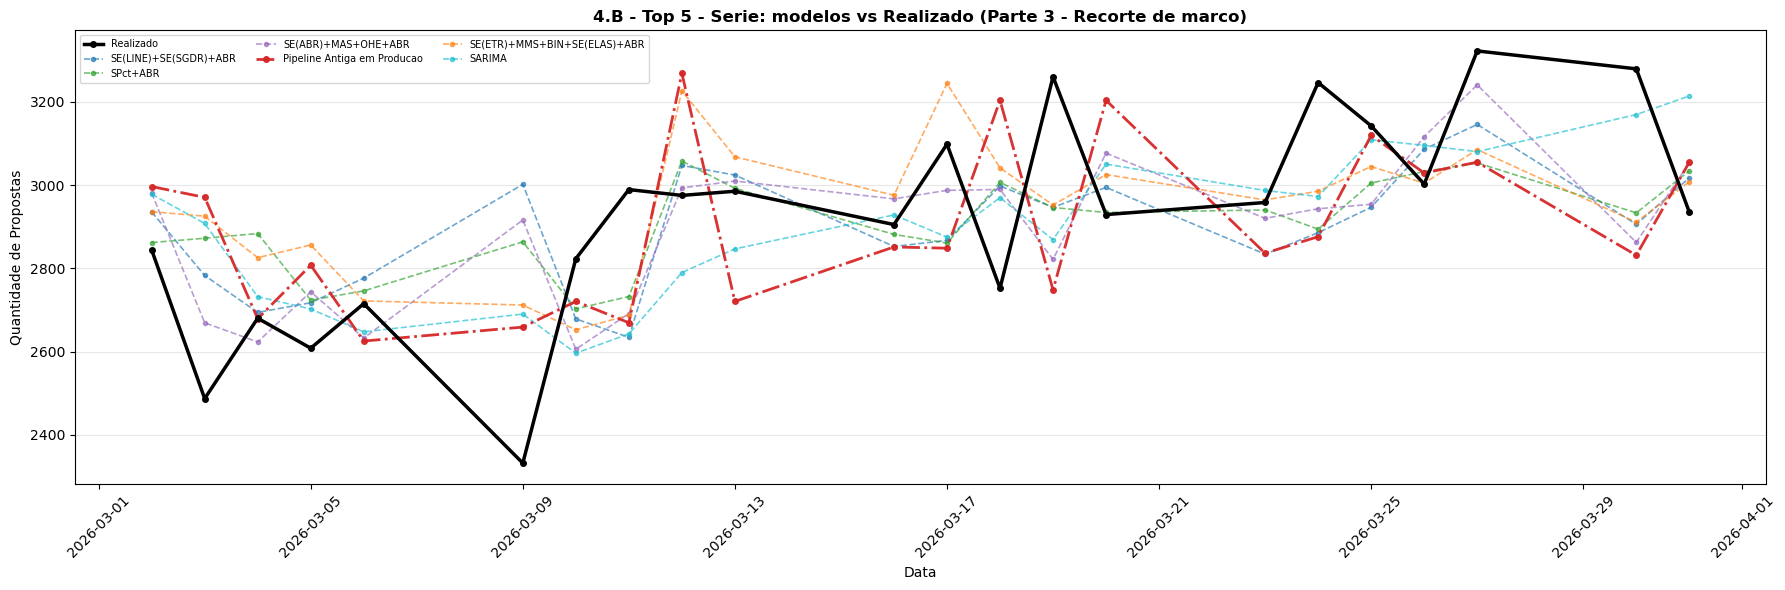 4.B - Top 5 - Serie: modelos vs Realizado (Parte 3 - Recorte de marco)
Realizado
SE(LINE)+SE(SGDR)+ABR
SPct+ABR
SE(ABR)+MAS+OHE+ABR
Pipeline Antiga em Producao
SE(ETR)+MMS+BIN+SE(ELAS)+ABR
SARIMA
Quantidade de Propostas
3200
3000
2800
2600
2400
2026-03-01
2026-03-05
2026-03-09
2026-03-13
2026-03-17
2026-03-21
2026-03-25
2026-03-29
2026-04-01
Data